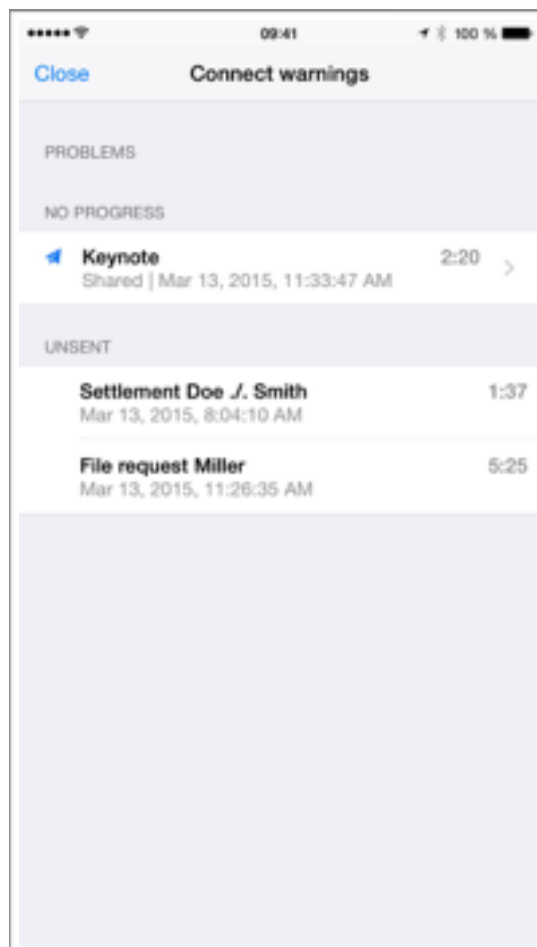 09:41 100 %
Close Connect warnings
PROBLEMS
NO PROGRESS
Keynote 2:20
Shared | Mar 13, 2015, 11:33:47 AM
UNSENT
Settlement Doe ./. Smith 1:37
Mar 13, 2015, 8:04:10 AM
File request Miller 5:25
Mar 13, 2015, 11:26:35 AM